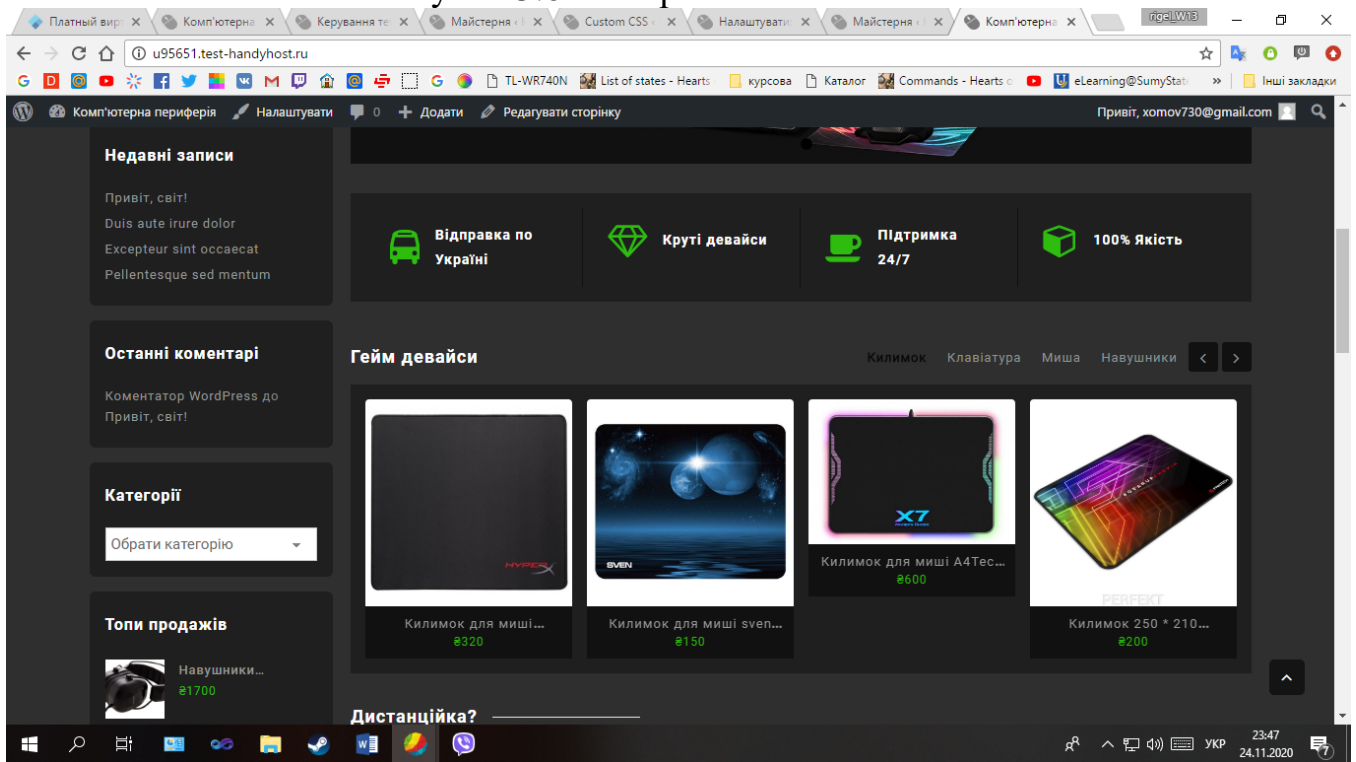 Платный вирт
Комп'ютерна
Керування те
Майстерня ‹
Custom CSS ‹
Налаштувати:
Майстерня ‹
Комп'ютерна
rigel_W13
u95651.test-handyhost.ru
TL-WR740N
List of states - Hearts
курсова
Каталог
Commands - Hearts o
eLearning@SumyStat
»
Інші закладки
Комп'ютерна периферія
Налаштувати
0
Додати
Редагувати сторінку
Привіт, xomov730@gmail.com
Недавні записи
Привіт, світ!
Duis aute irure dolor
Excepteur sint occaecat
Pellentesque sed mentum
Відправка по
Україні
Круті девайси
Підтримка
24/7
100% Якість
Останні коментарі
Коментатор WordPress до
Привіт, світ!
Гейм девайси
Килимок
Клавіатура
Миша
Навушники
Категорії
Обрати категорію
HYPERX
SVEN
X7
PERFEKT
Килимок для миші...
₴320
Килимок для миші sven...
₴150
Килимок для миші A4Tec...
₴600
Килимок 250 * 210...
₴200
Топи продажів
Навушники...
₴1700
Дистанційка?
УКР
23:47
24.11.2020
7